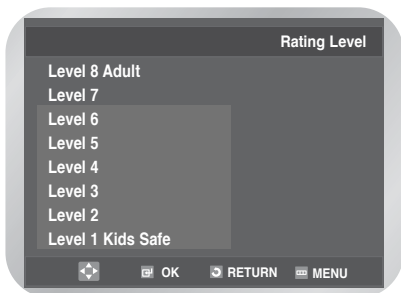 Rating Level
Level 8 Adult
Level 7
Level 6
Level 5
Level 4
Level 3
Level 2
Level 1 Kids Safe
OK RETURN MENU